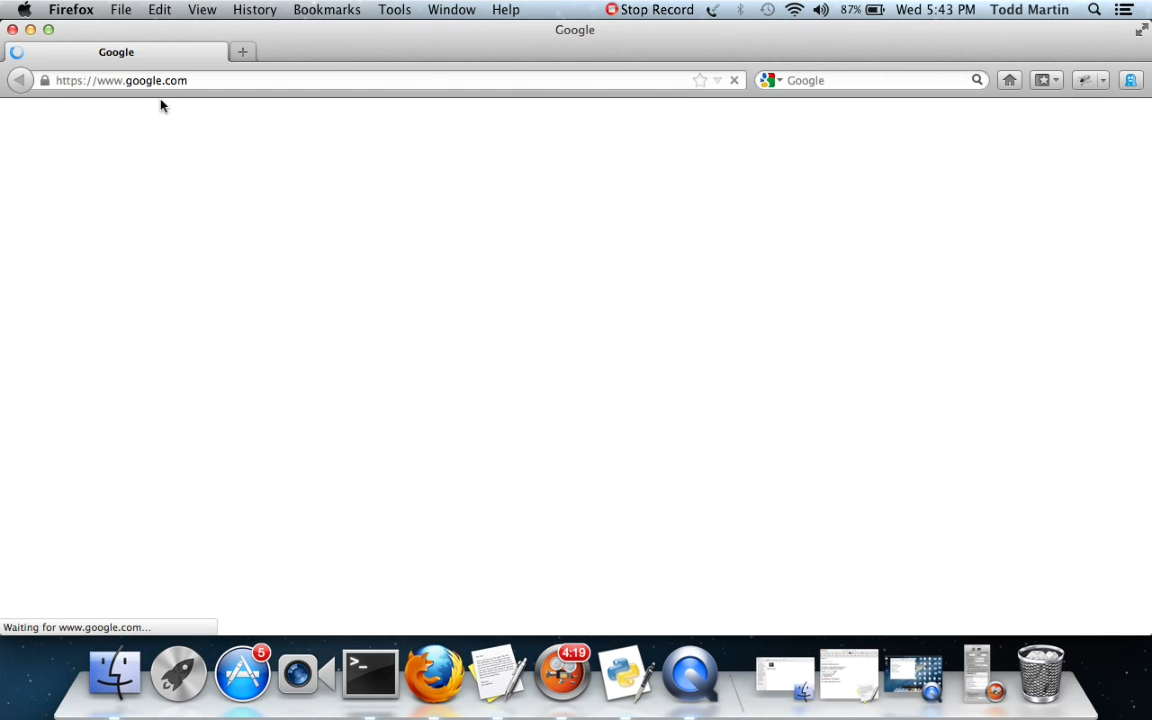 Firefox File Edit View History Bookmarks Tools Window Help Stop Record 87% Wed 5:43 PM Todd Martin
Google
Google
https://www.google.com
Google
Waiting for www.google.com...
5
>_
4:19